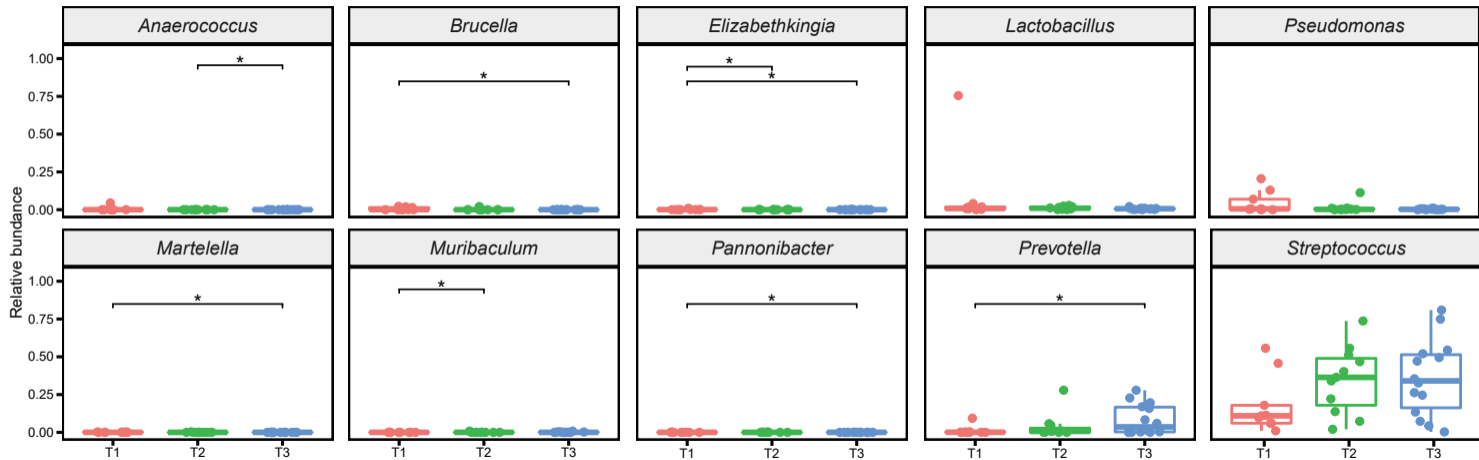 Anaerococcus
Brucella
Elizabethkingia
Lactobacillus
Pseudomonas
1.00
0.75
0.50
0.25
0.00
*
*
*
*
Relative abundance
Martelella
Muribaculum
Pannonibacter
Prevotella
Streptococcus
1.00
0.75
0.50
0.25
0.00
*
*
*
*
T1 T2 T3
T1 T2 T3
T1 T2 T3
T1 T2 T3
T1 T2 T3